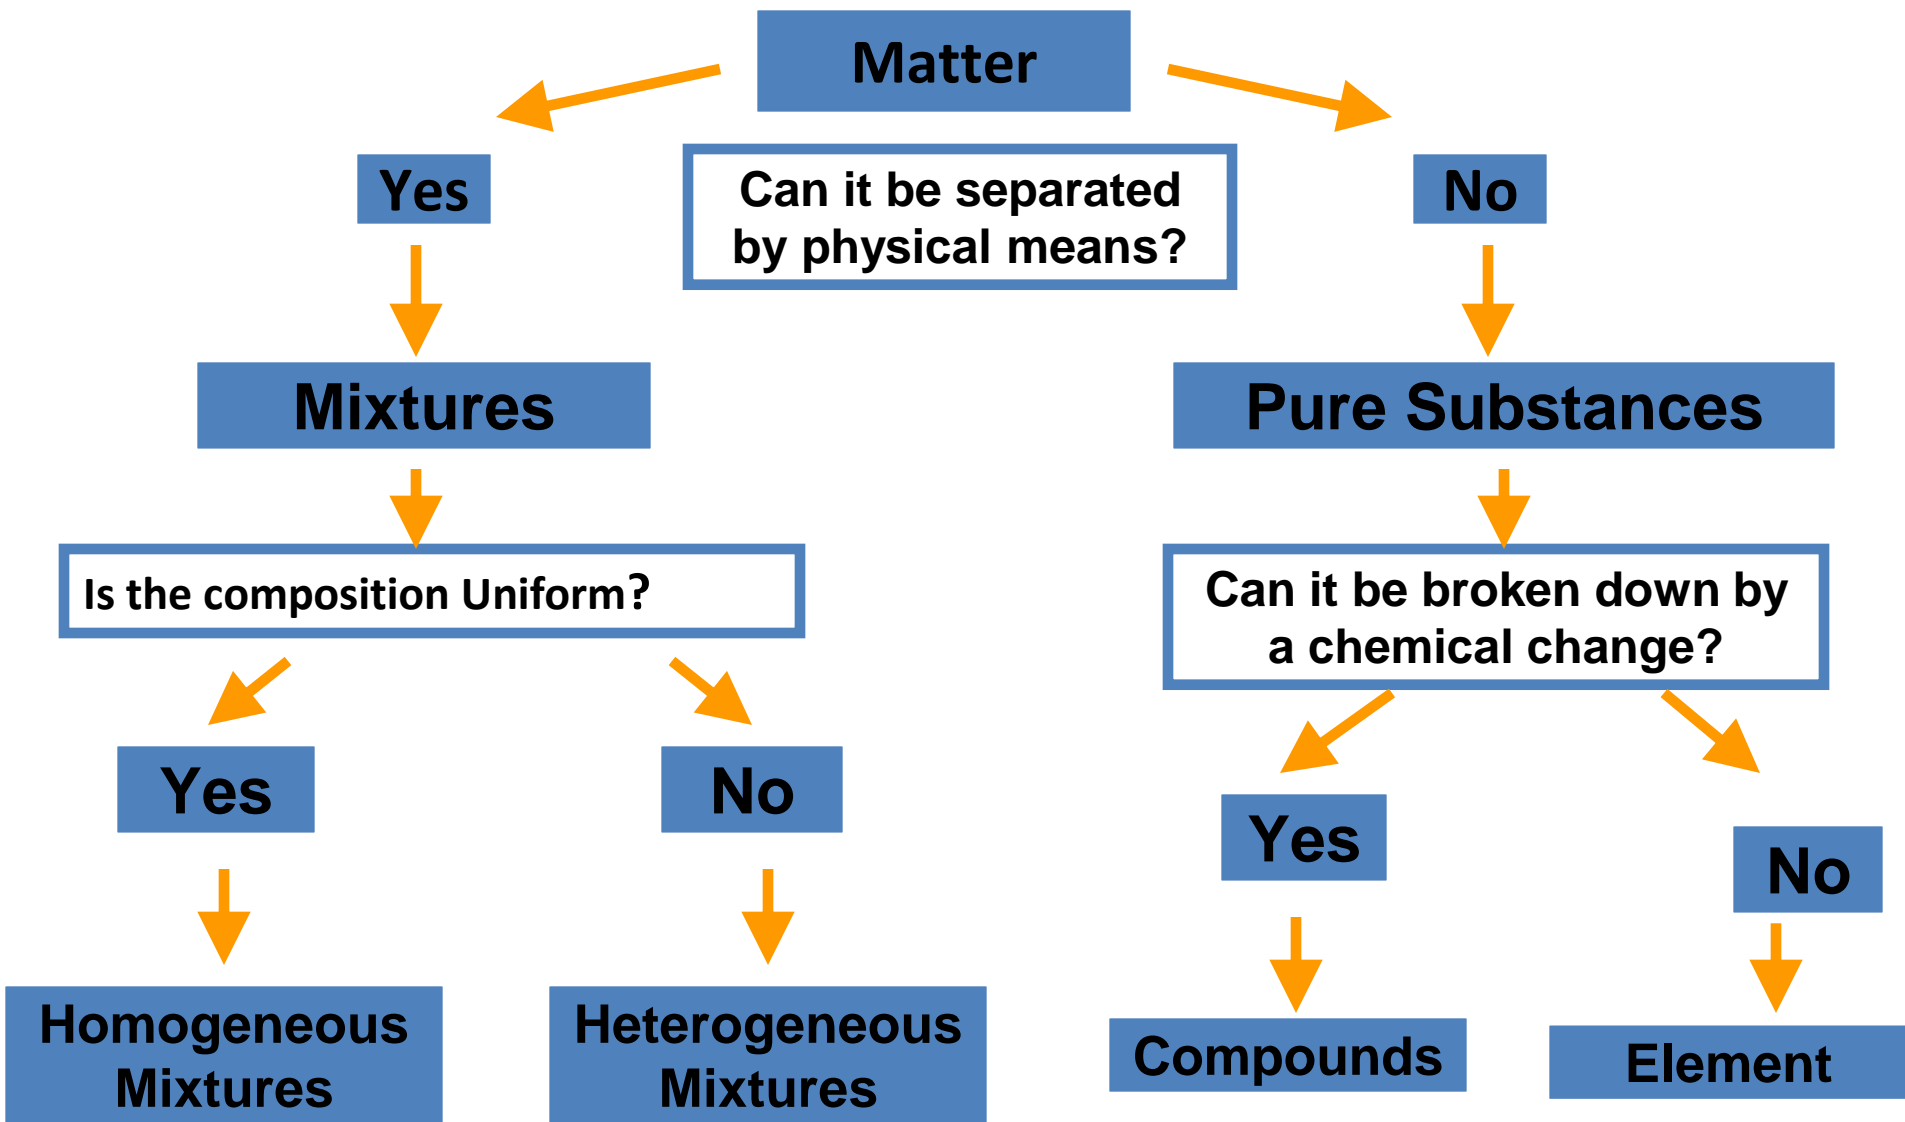 Matter
Yes
Can it be separated
by physical means?
No
Mixtures
Pure Substances
Is the composition Uniform?
Can it be broken down by
a chemical change?
Yes
No
Yes
No
Homogeneous
Mixtures
Heterogeneous
Mixtures
Compounds
Element